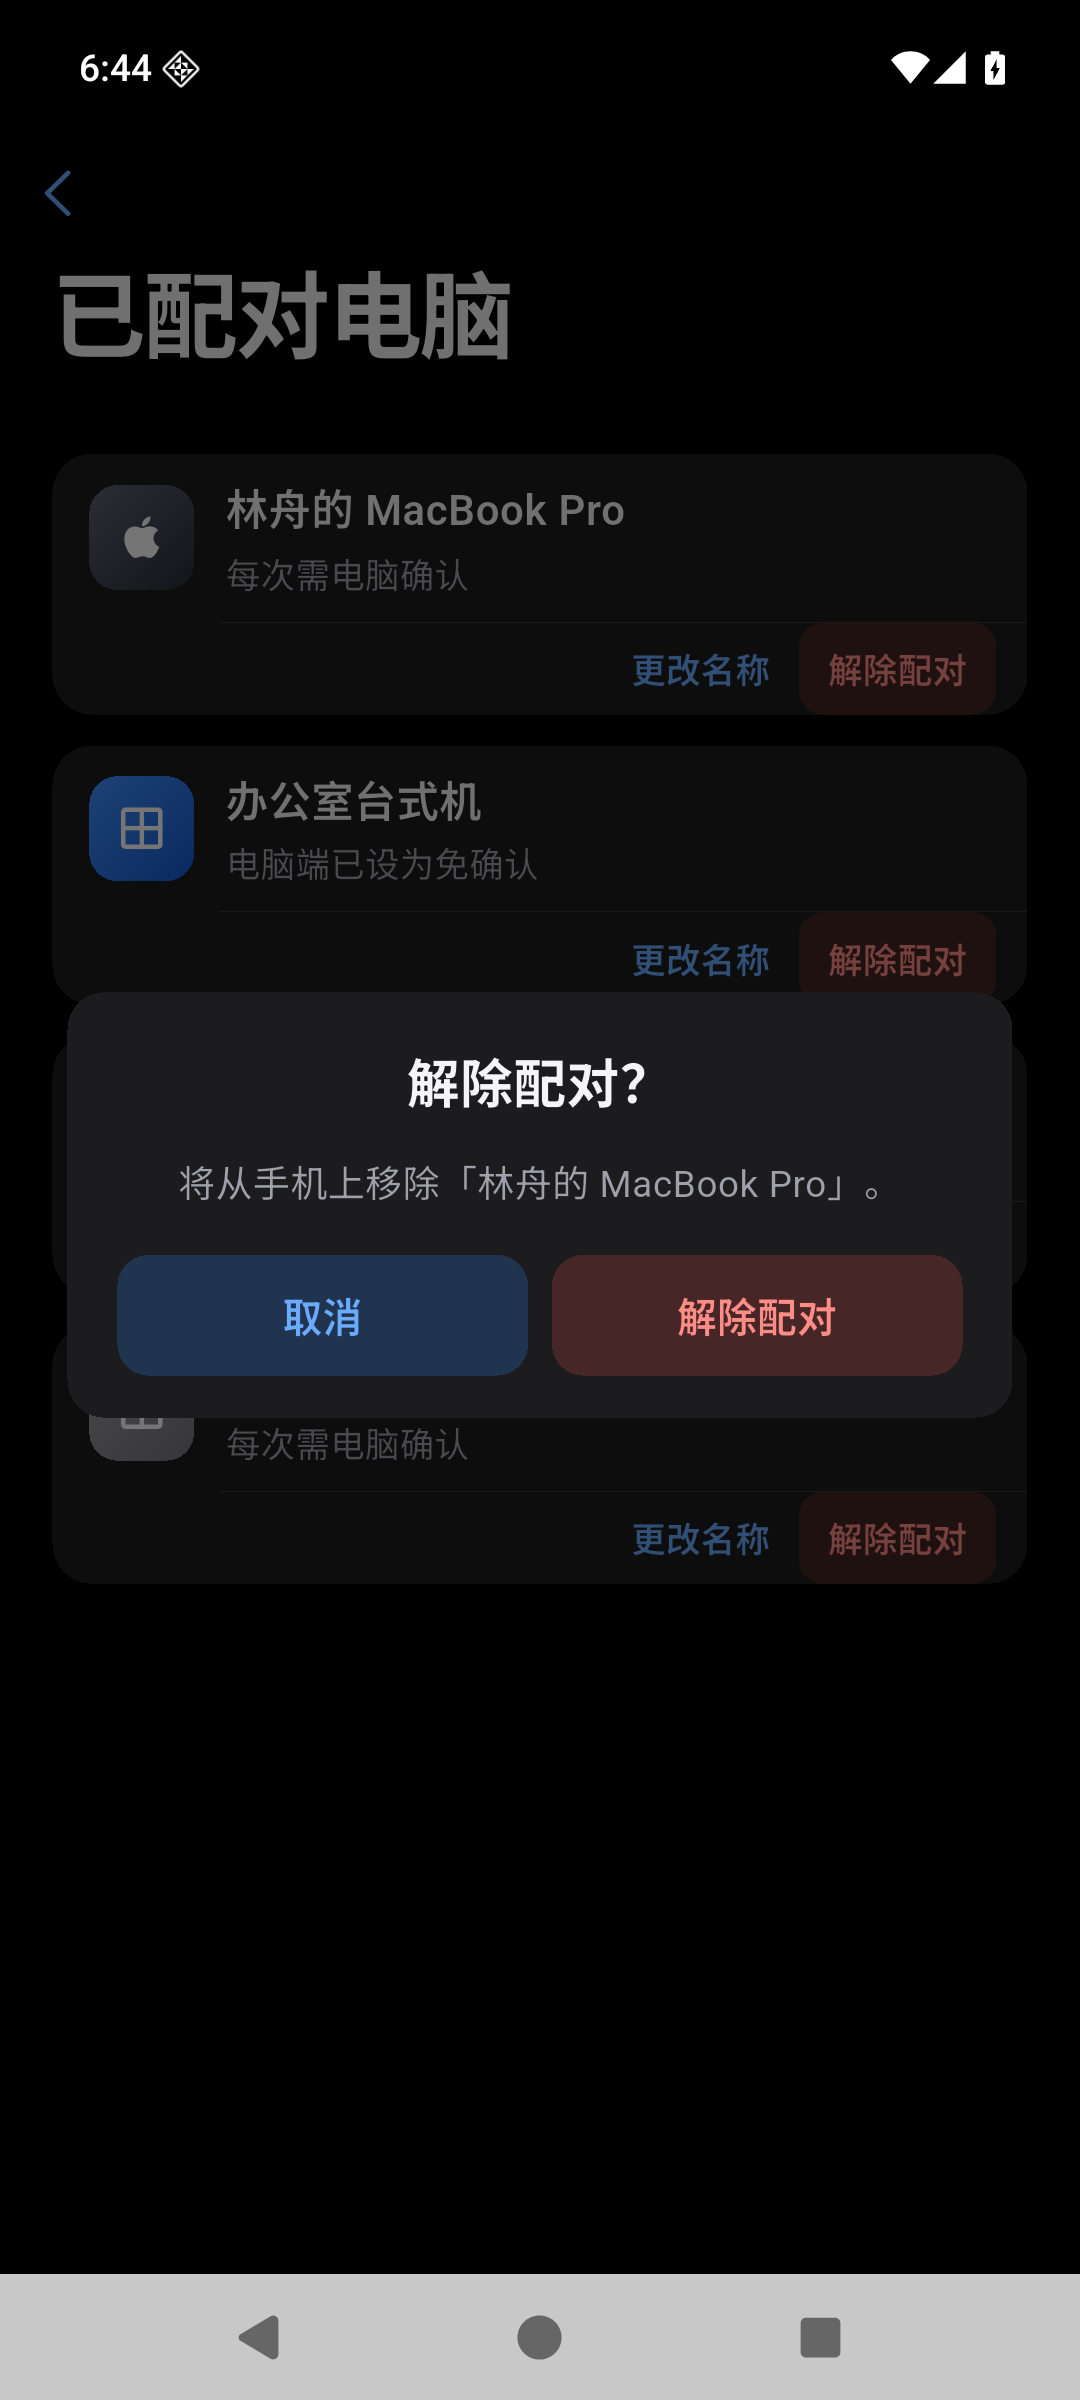 6:44
已配对电脑
林舟的 MacBook Pro
每次需电脑确认
更改名称 解除配对
办公室台式机
电脑端已设为免确认
更改名称 解除配对
解除配对?
将从手机上移除「林舟的 MacBook Pro」。
取消 解除配对
每次需电脑确认
更改名称 解除配对